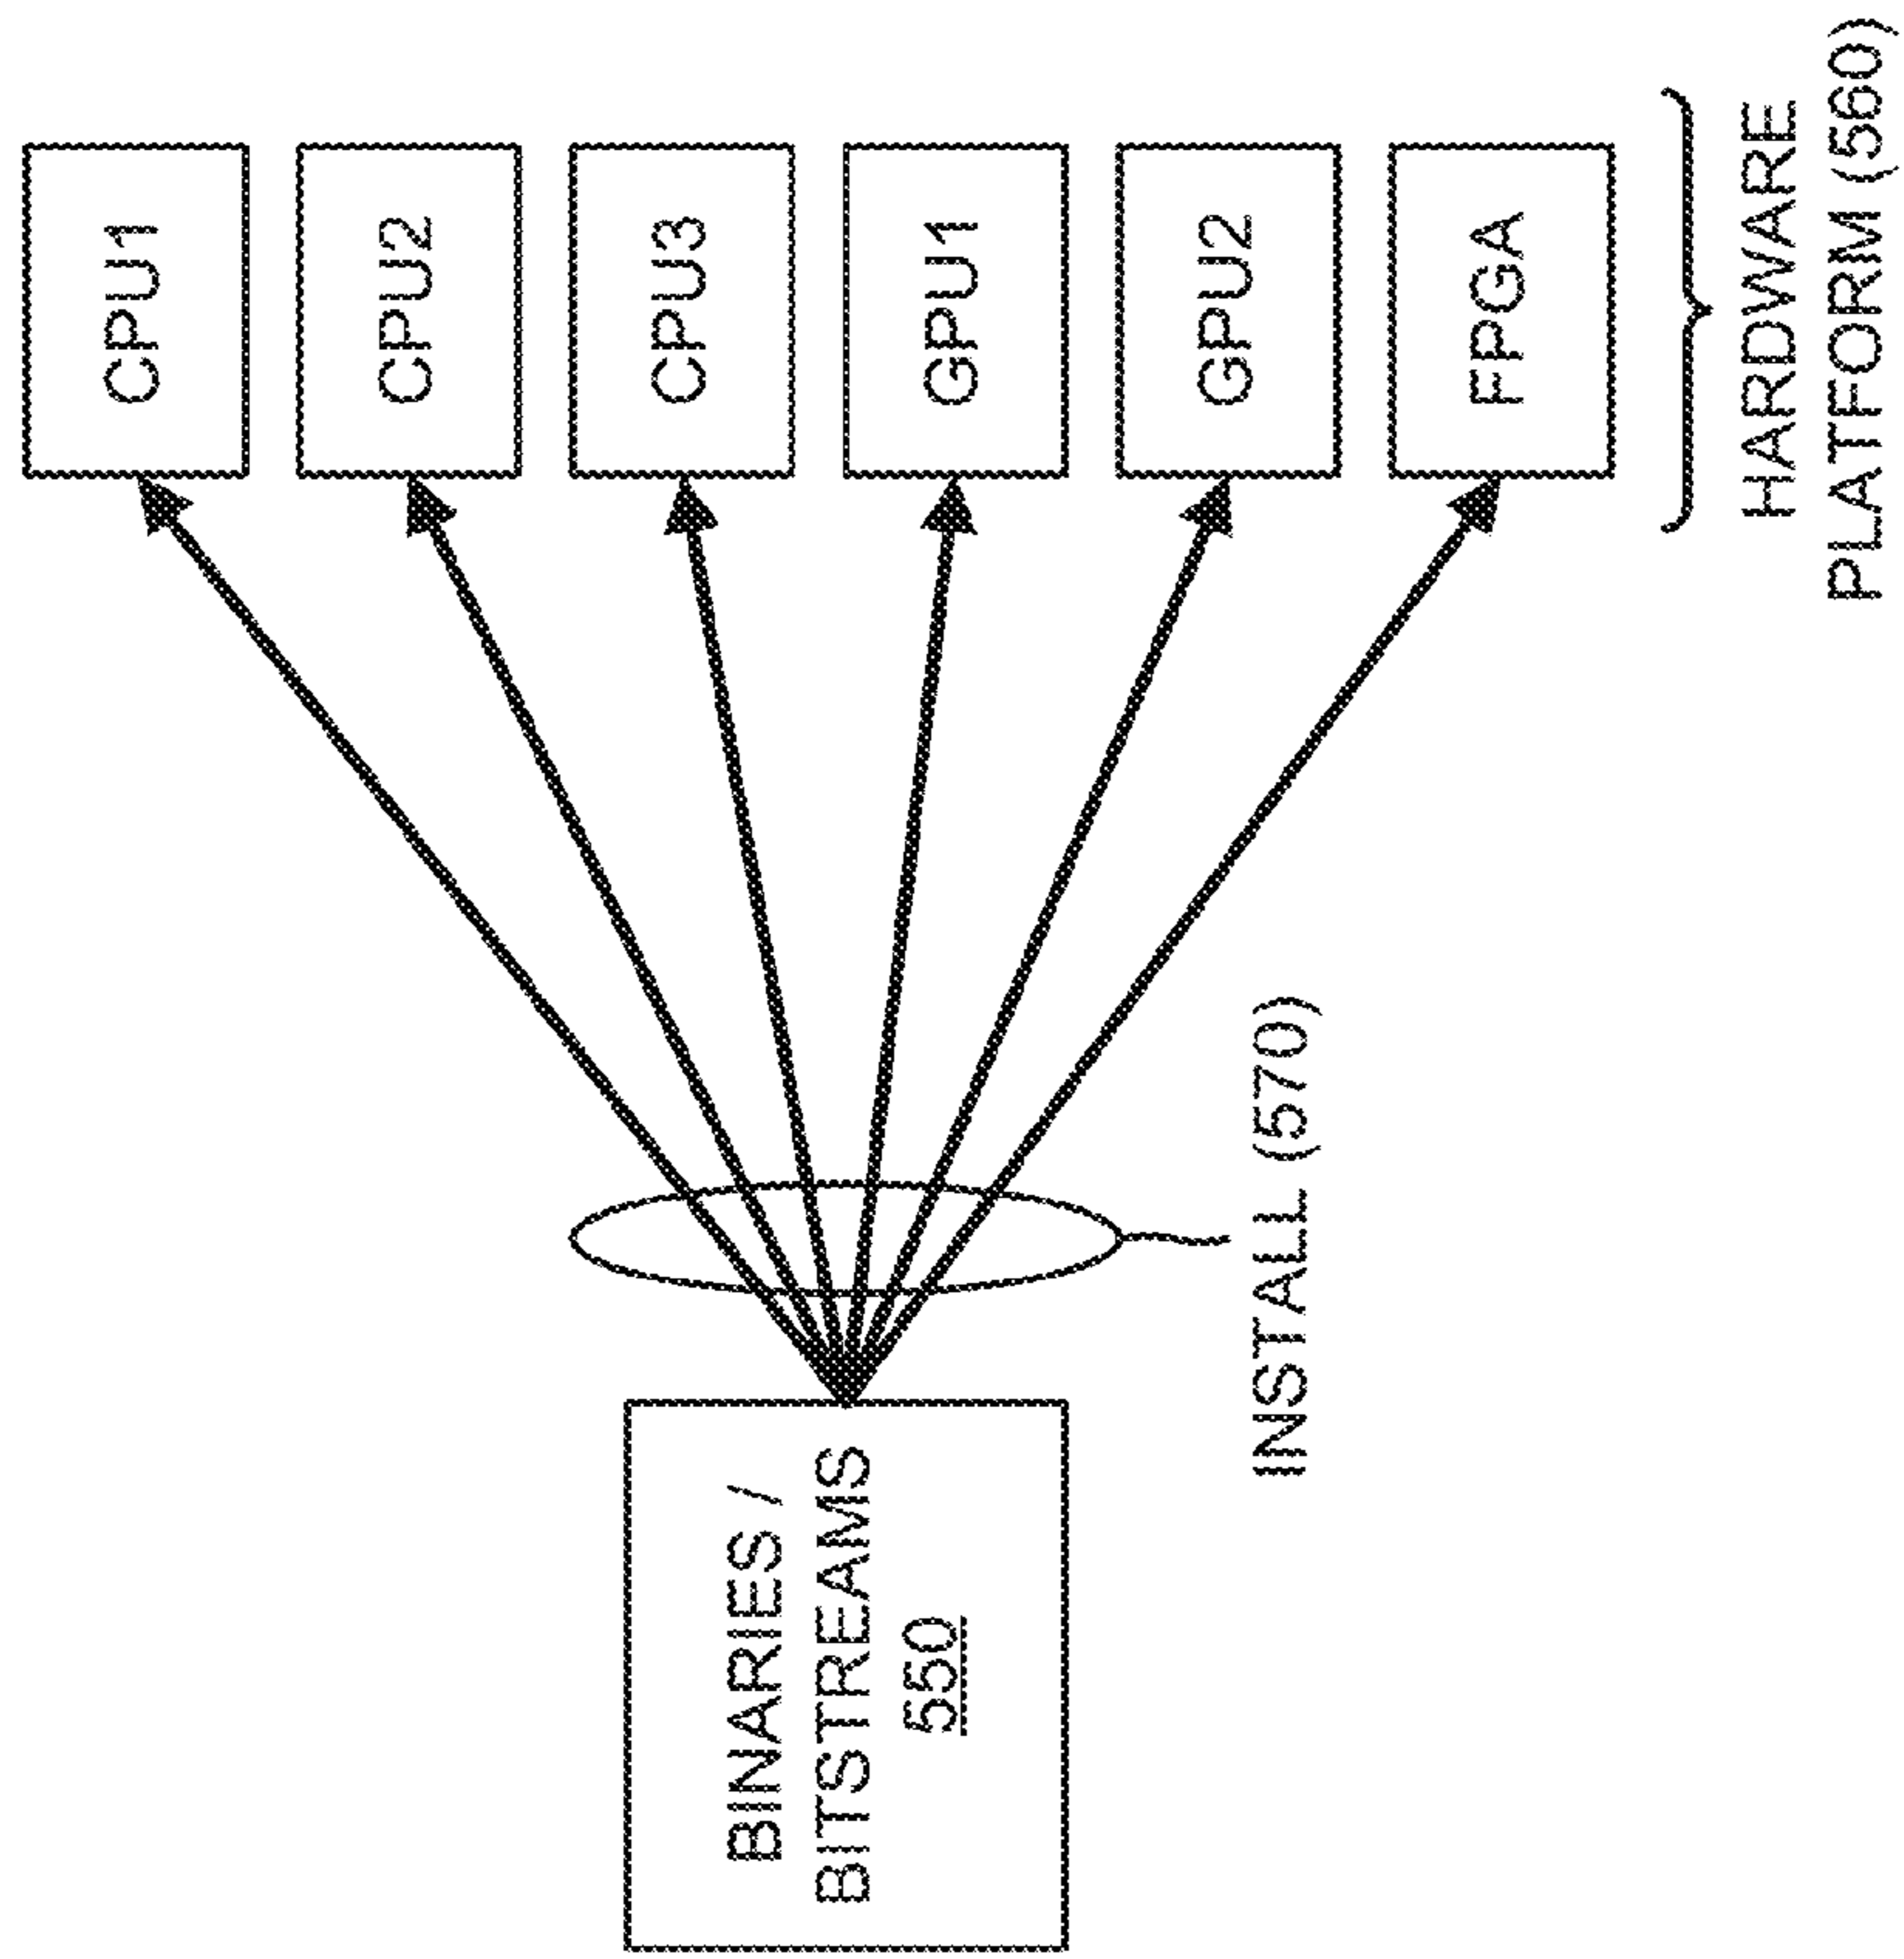 CPU1
CPU2
CPU3
GPU1
GPU2
FPGA
HARDWARE
PLATFORM (560)
INSTALL (570)
BINARIES /
BITSTREAMS
550